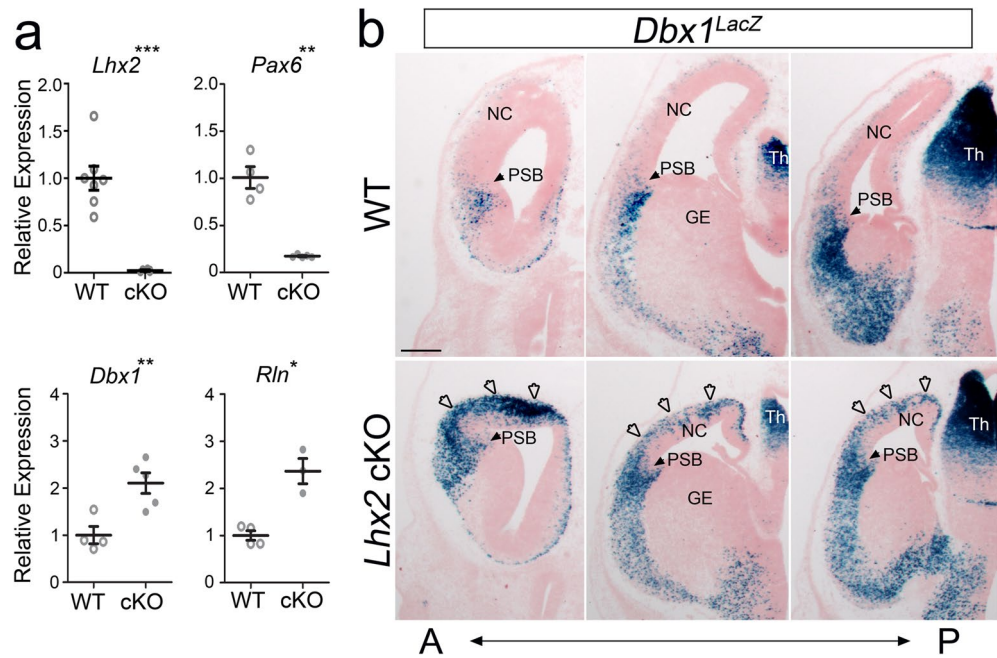 a
Lhx2***
Pax6**
Relative Expression
2.0
1.5
1.0
0.5
0
WT cKO
2.0
1.5
1.0
0.5
0
WT cKO
Dbx1**
Rln*
Relative Expression
4
3
2
1
0
WT cKO
4
3
2
1
0
WT cKO
b
Dbx1LacZ
WT
NC
PSB
NC
PSB
GE
Th
NC
PSB
Th
Lhx2 cKO
PSB
NC
PSB
GE
Th
NC
PSB
Th
A P